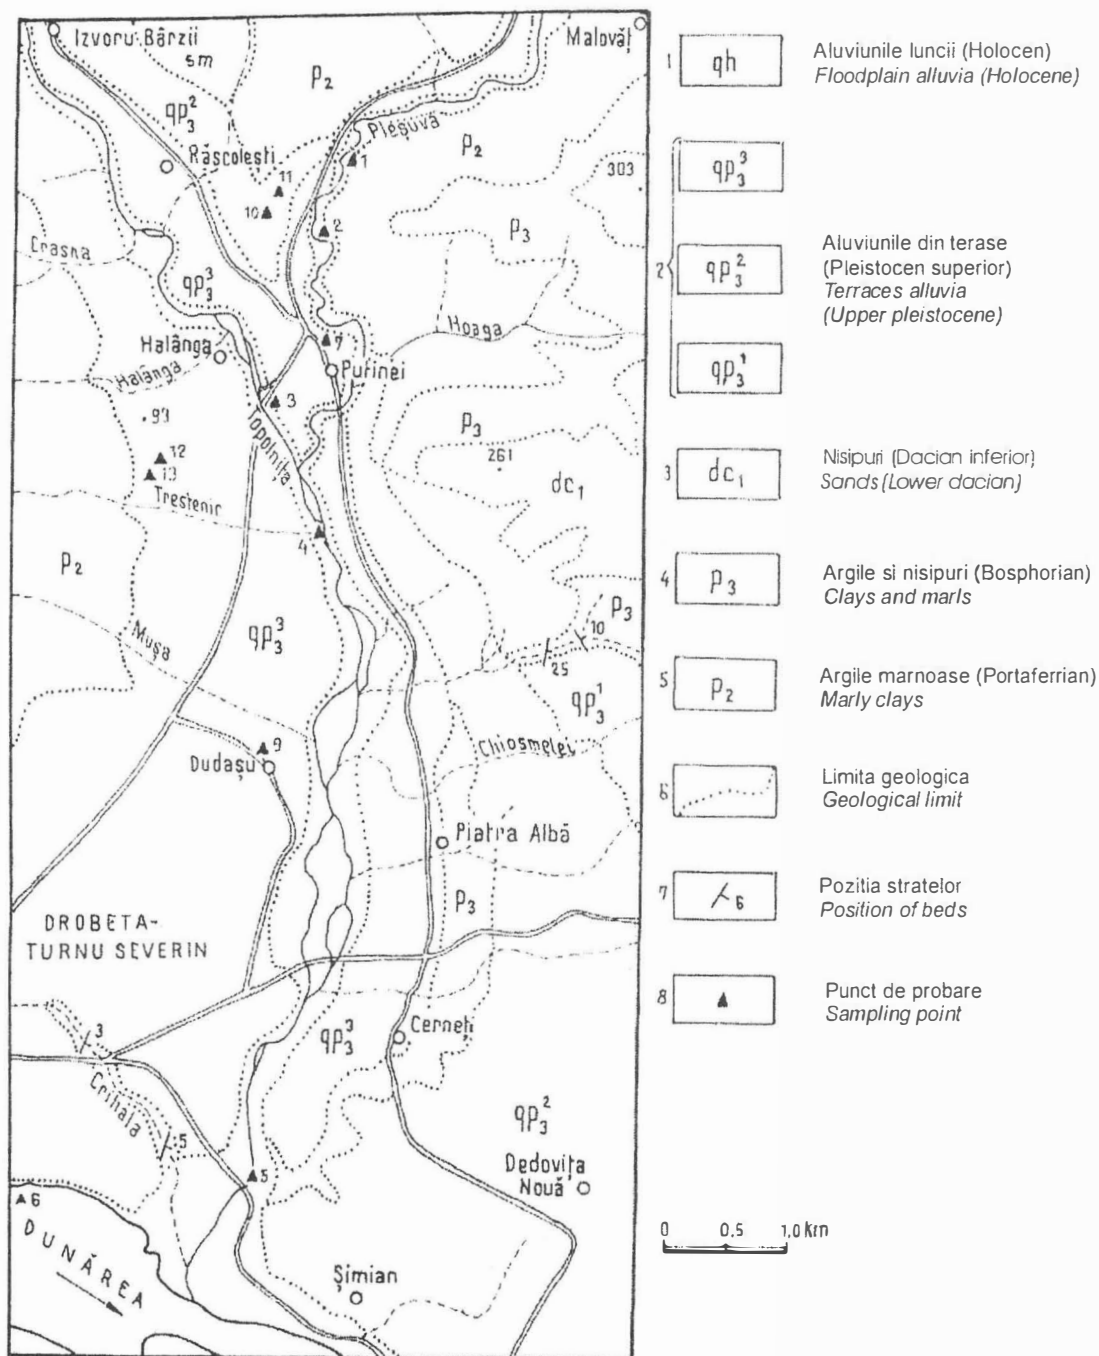 Izvoru Bârzii
sm
Malovăț
p₂
qp₃²
Pleșuva
p₂
1
Răscolești
11
10
2
303
p₃
Crasna
qp₃³
Hoaga
Halânga
7
Halânga
Putinei
3
93
Topolnița
p₃
12
13
261
Trestenic
dc₁
4
p₂
Mușa
qp₃³
p₃
10
25
qp₃¹
Chiosmelei
9
Dudașu
Piatra Albă
p₃
DROBETA-
TURNU SEVERIN
3
qp₃³
Cerneți
Crihala
5
qp₃²
5
Dedovița
Nouă
6
DUNĂREA
Șimian
1 qh Aluviunile luncii (Holocen)
Floodplain alluvia (Holocene)
qp₃³
2 qp₃² Aluviunile din terase
(Pleistocen superior)
Terraces alluvia
(Upper pleistocene)
qp₃¹
3 dc₁ Nisipuri (Dacian inferior)
Sands (Lower dacian)
4 p₃ Argile si nisipuri (Bosphorian)
Clays and marls
5 p₂ Argile marnoase (Portaferrian)
Marly clays
6 Limita geologica
Geological limit
7 6 Pozitia stratelor
Position of beds
8 Punct de probare
Sampling point
0 0,5 1,0 km